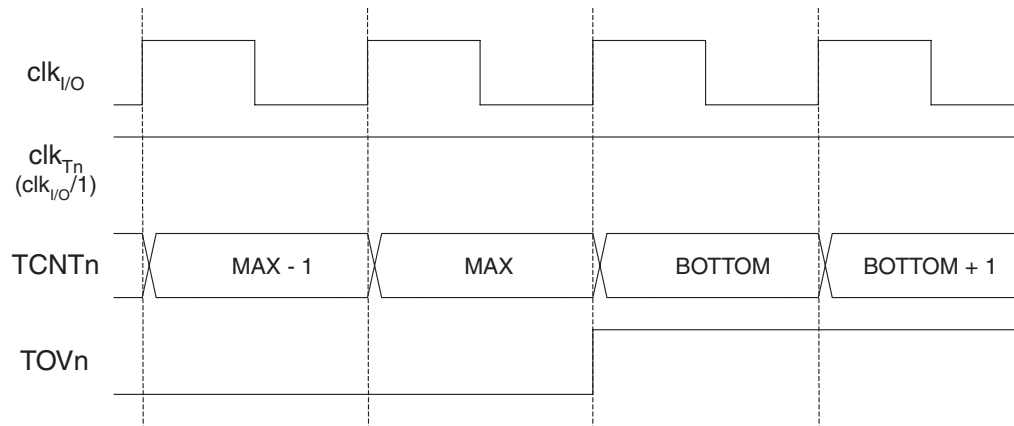 clkI/O
clkTn
(clkI/O/1)
TCNTn MAX - 1 MAX BOTTOM BOTTOM + 1
TOVn